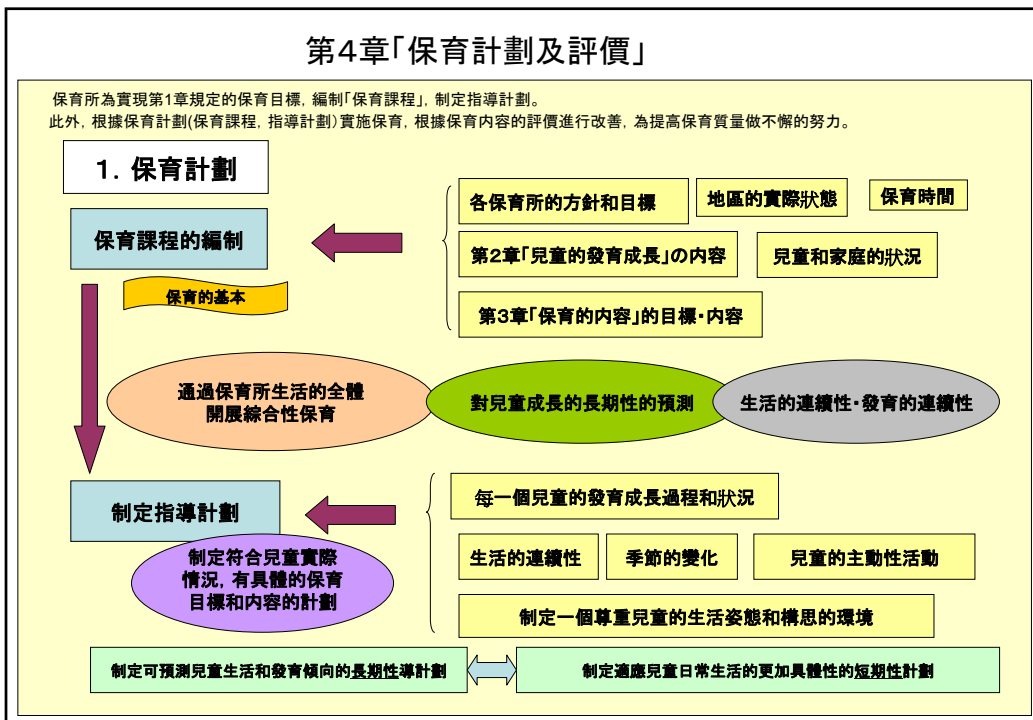 第4章「保育計劃及評價」
保育所為實現第1章規定的保育目標, 編制「保育課程」, 制定指導計劃。
此外, 根據保育計劃(保育課程, 指導計劃)實施保育, 根據保育内容的評價進行改善, 為提高保育質量做不懈的努力。
1. 保育計劃
保育課程的編制
保育的基本
各保育所的方針和目標
地區的實際狀態
保育時間
第2章「兒童的發育成長」の内容
兒童和家庭的狀況
第3章「保育的内容」的目標・内容
通過保育所生活的全體
開展綜合性保育
對兒童成長的長期性的預測
生活的連續性・發育的連續性
制定指導計劃
制定符合兒童實際
情況, 有具體的保育
目標和内容的計劃
每一個兒童的發育成長過程和狀況
生活的連續性
季節的變化
兒童的主動性活動
制定一個尊重兒童的生活姿態和構思的環境
制定可預測兒童生活和發育傾向的長期性導計劃
制定適應兒童日常生活的更加具體性的短期性計劃